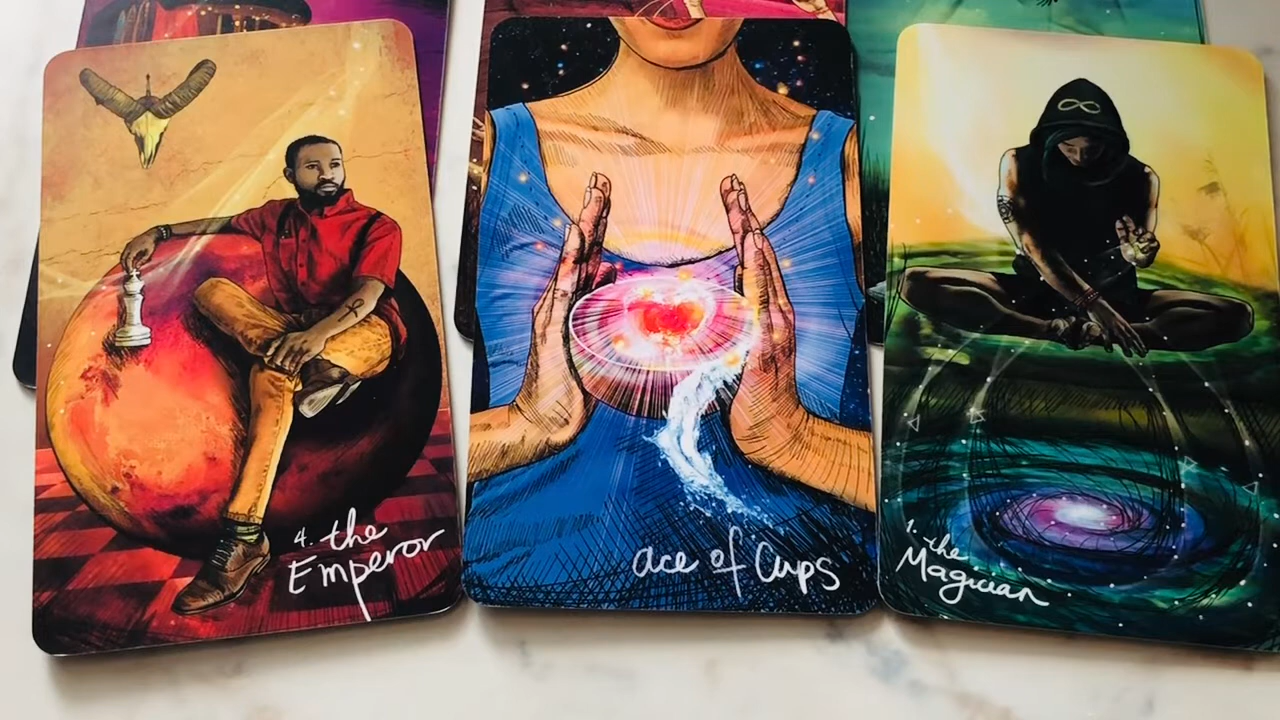 4. the
Emperor
ace of Cups
1. the
Magician